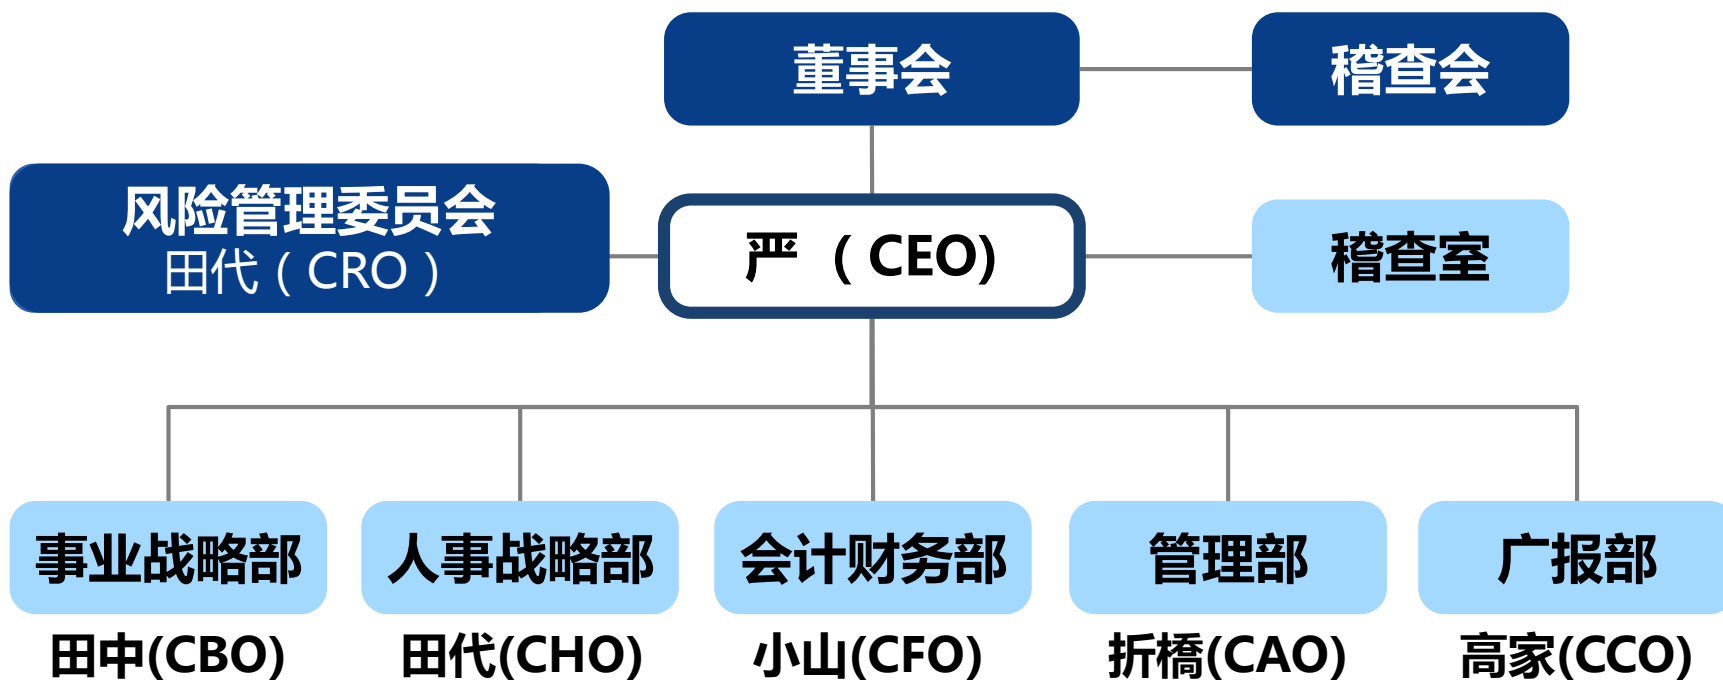 董事会
稽查会
风险管理委员会
田代（CRO）
严（CEO)
稽查室
事业战略部
人事战略部
会计财务部
管理部
广报部
田中(CBO)
田代(CHO)
小山(CFO)
折橋(CAO)
高家(CCO)